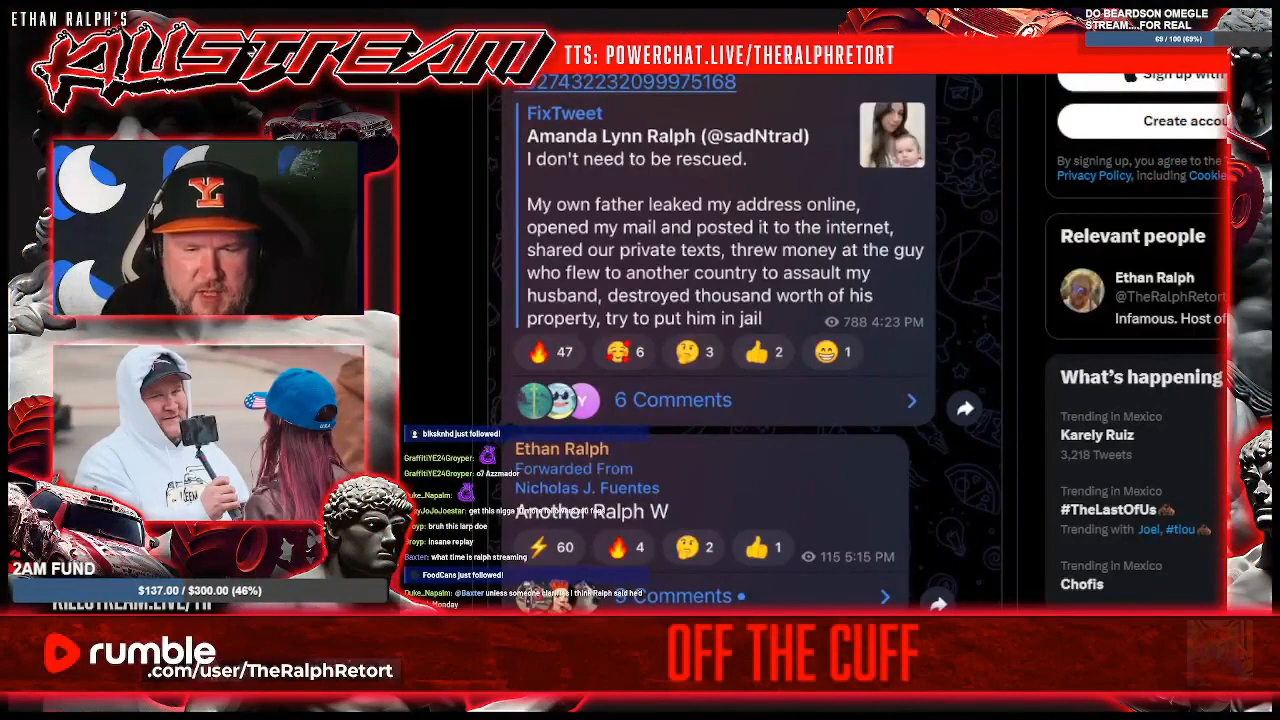 ETHAN RALPH'S
KILLSTREAM
TTS: POWERCHAT.LIVE/THERALPHRETORT
DO BEARDSON OMEGLE
STREAM....FOR REAL
69 / 100 (69%)
FixTweet
Amanda Lynn Ralph (@sadNtrad)
I don't need to be rescued.
My own father leaked my address online,
opened my mail and posted it to the internet,
shared our private texts, threw money at the guy
who flew to another country to assault my
husband, destroyed thousand worth of his
property, try to put him in jail
788 4:23 PM
47
6
3
2
1
6 Comments
Ethan Ralph
Forwarded From
Nicholas J. Fuentes
Another Ralph W
60
4
2
1
115 5:15 PM
Comments
Sign up with
Create accou
By signing up, you agree to the
Privacy Policy, including Cookie
Relevant people
Ethan Ralph
@TheRalphRetort
Infamous. Host of
What's happening
Trending in Mexico
Karely Ruiz
3,218 Tweets
Trending in Mexico
#TheLastOfUs
Trending with Joel, #tlou
Trending in Mexico
Chofis
blksknhd just followed!
GraffitiYE24Groyper:
GraffitiYE24Groyper: o7 Azzmador
Duke_Napalm:
JoJoestar: get this nigga
bruh this larp doe
insane replay
Baxter: what time is ralph streaming
FoodCans just followed!
Duke_Napalm: @Baxter unless someone clarifies I think Ralph said he'd
Monday
USA
2AM FUND
$137.00 / $300.00 (46%)
rumble
.com/user/TheRalphRetort
OFF THE CUFF